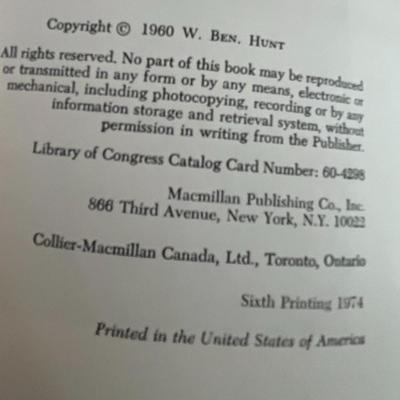 Copyright © 1960 W. BEN. HUNT
All rights reserved. No part of this book may be reproduced
or transmitted in any form or by any means, electronic or
mechanical, including photocopying, recording or by any
information storage and retrieval system, without
permission in writing from the Publisher.
Library of Congress Catalog Card Number: 60-4298
Macmillan Publishing Co., Inc.
866 Third Avenue, New York, N.Y. 10022
Collier-Macmillan Canada, Ltd., Toronto, Ontario
Sixth Printing 1974
Printed in the United States of America